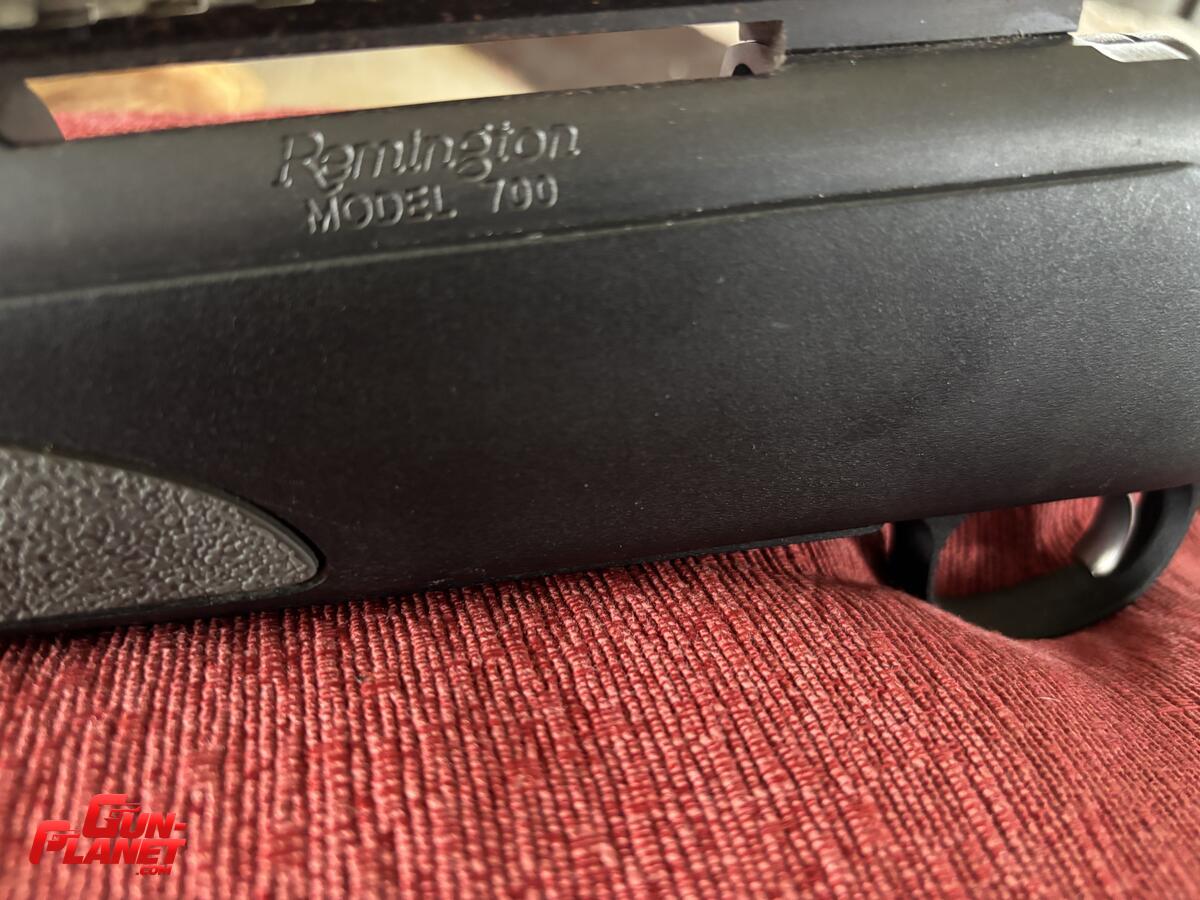 Remington
MODEL 700
GUN-
PLANET
.COM